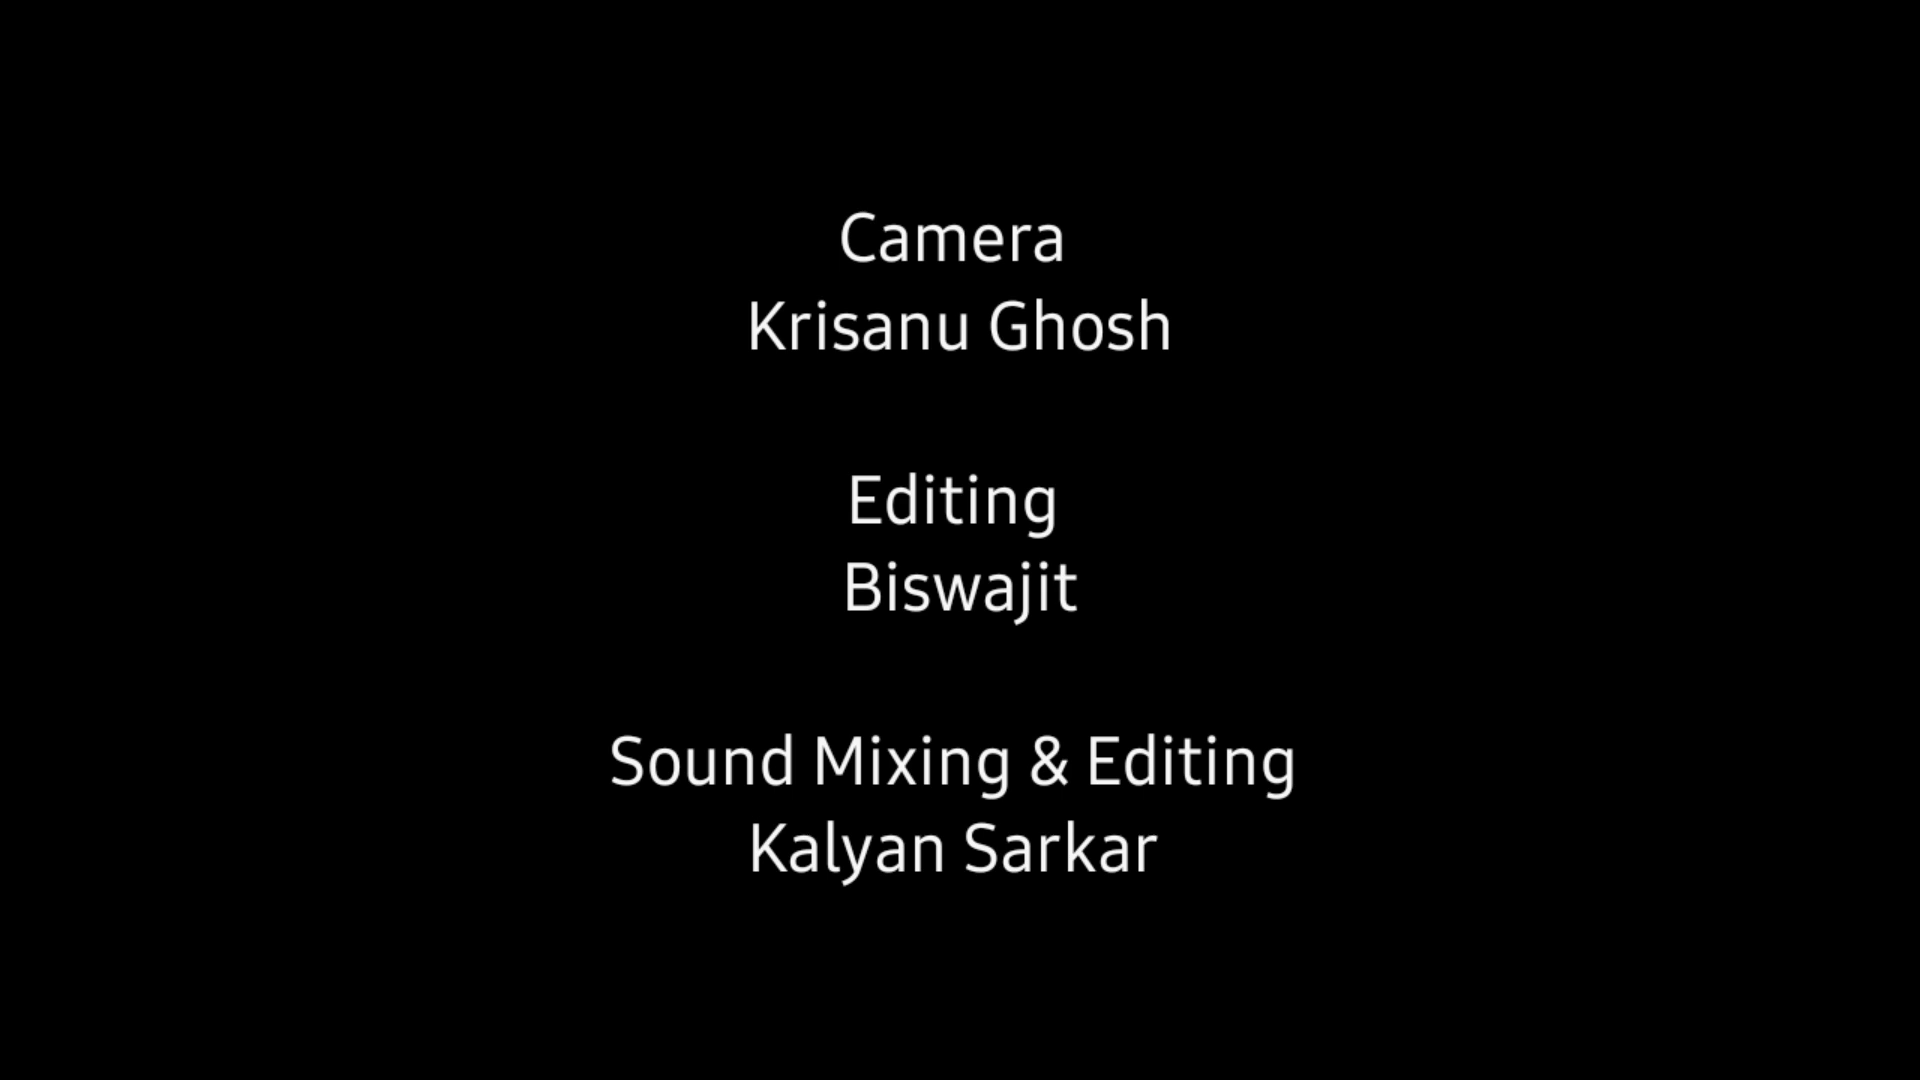 Camera
Krisanu Ghosh
Editing
Biswajit
Sound Mixing & Editing
Kalyan Sarkar